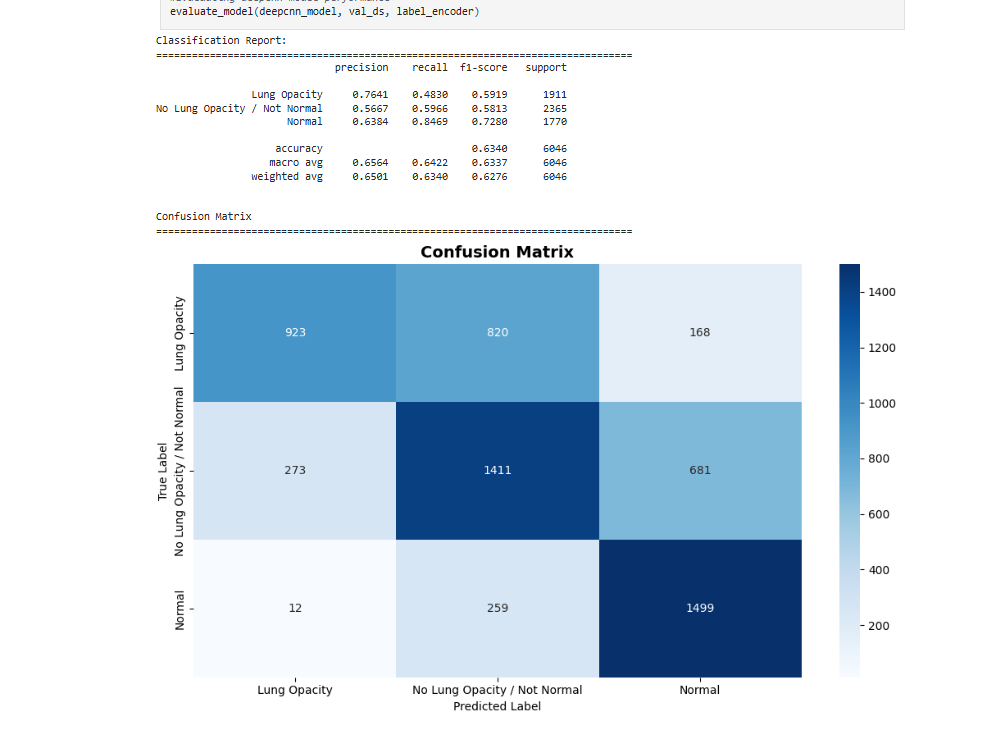 evaluate_model(deepcnn_model, val_ds, label_encoder)
Classification Report:
================================================================================
precision recall f1-score support
Lung Opacity 0.7641 0.4830 0.5919 1911
No Lung Opacity / Not Normal 0.5667 0.5966 0.5813 2365
Normal 0.6384 0.8469 0.7280 1770
accuracy 0.6340 6046
macro avg 0.6564 0.6422 0.6337 6046
weighted avg 0.6501 0.6340 0.6276 6046
Confusion Matrix
================================================================================
Confusion Matrix
Lung Opacity
923 820 168
No Lung Opacity / Not Normal
273 1411 681
Normal
12 259 1499
True Label
Lung Opacity No Lung Opacity / Not Normal Normal
Predicted Label
1400
1200
1000
800
600
400
200